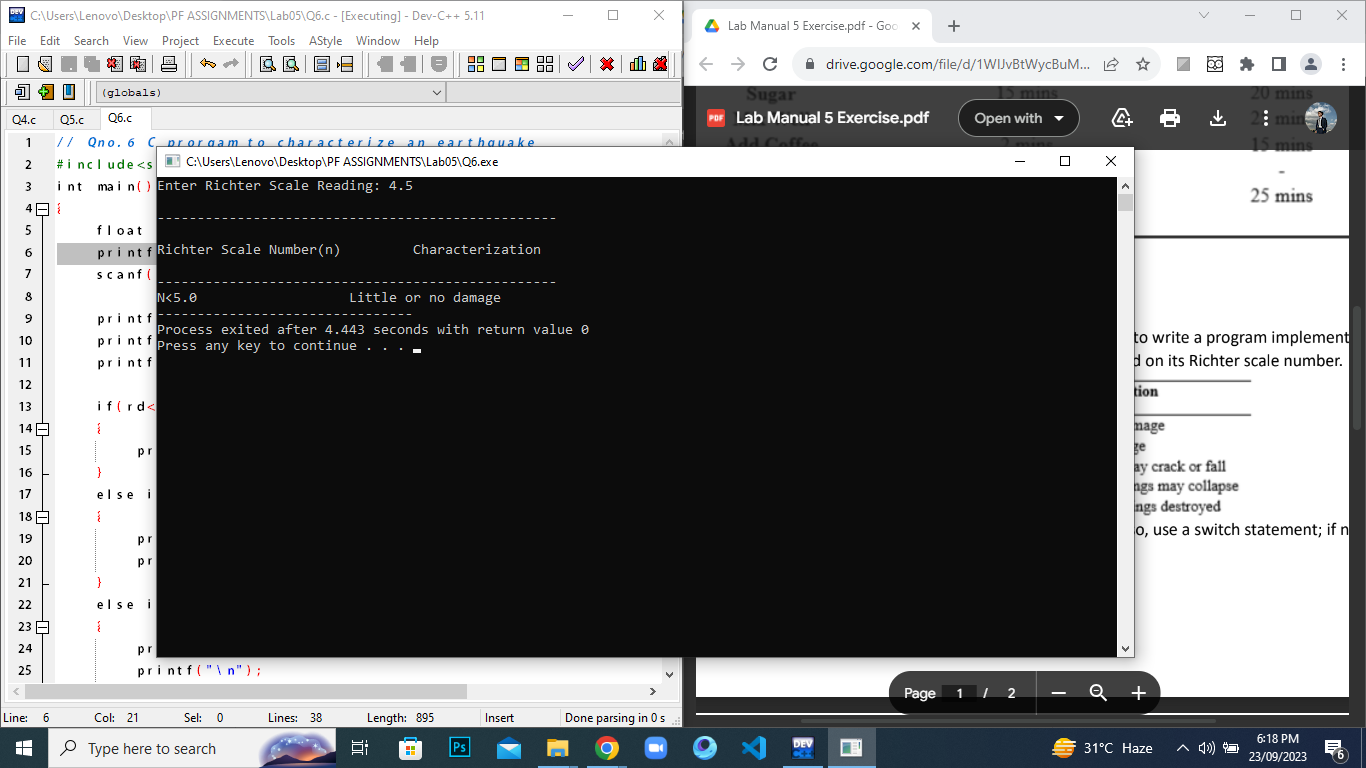 C:\Users\Lenovo\Desktop\PF ASSIGNMENTS\Lab05\Q6.c - [Executing] - Dev-C++ 5.11
File Edit Search View Project Execute Tools AStyle Window Help
(globals)
Q4.c Q5.c Q6.c
1 // Qno.6 C prorgam to characterize an earthquake
2 #include<s
3 int main()
4 {
5 float
6 printf
7 scanf(
8
9 printf
10 printf
11 printf
12
13 if(rd<
14 {
15 pr
16 }
17 else i
18 {
19 pr
20 pr
21 }
22 else i
23 {
24 pr
25 printf("\n");
Line: 6 Col: 21 Sel: 0 Lines: 38 Length: 895 Insert Done parsing in 0 s
C:\Users\Lenovo\Desktop\PF ASSIGNMENTS\Lab05\Q6.exe
Enter Richter Scale Reading: 4.5
--------------------------------------------------
Richter Scale Number(n) Characterization
--------------------------------------------------
N<5.0 Little or no damage
--------------------------------
Process exited after 4.443 seconds with return value 0
Press any key to continue . . .
Lab Manual 5 Exercise.pdf - Goo
drive.google.com/file/d/1WlJvBtWycBuM...
Sugar 15 mins 20 mins
PDF Lab Manual 5 Exercise.pdf Open with
Add Coffee 2 mins 15 mins
-
25 mins
to write a program implement
d on its Richter scale number.
tion
mage
ge
ay crack or fall
ngs may collapse
ngs destroyed
o, use a switch statement; if n
Page 1 / 2
Type here to search
Ps
DEV
31°C Haze
6:18 PM
23/09/2023
6